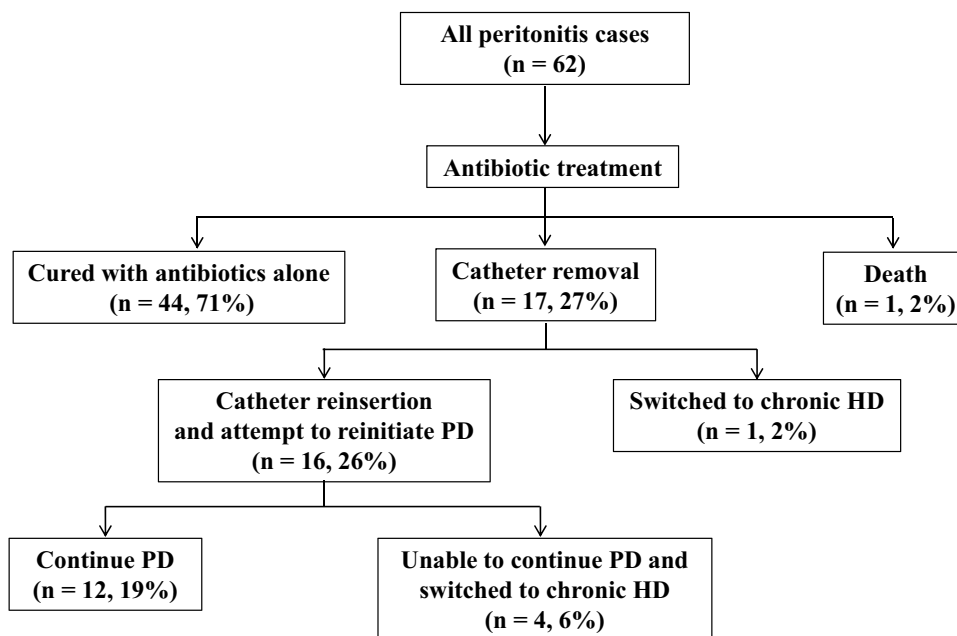 All peritonitis cases
(n = 62)
Antibiotic treatment
Cured with antibiotics alone
(n = 44, 71%)
Catheter removal
(n = 17, 27%)
Death
(n = 1, 2%)
Catheter reinsertion
and attempt to reinitiate PD
(n = 16, 26%)
Switched to chronic HD
(n = 1, 2%)
Continue PD
(n = 12, 19%)
Unable to continue PD and
switched to chronic HD
(n = 4, 6%)